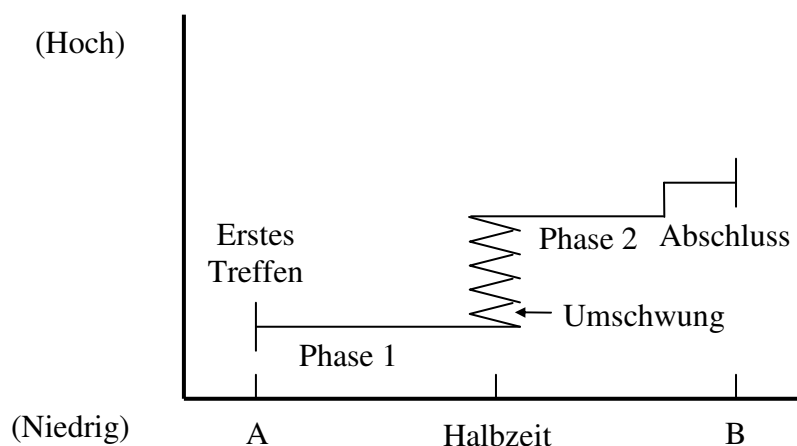 (Hoch)
Erstes
Treffen
Phase 2
Abschluss
Umschwung
Phase 1
(Niedrig)
A
Halbzeit
B